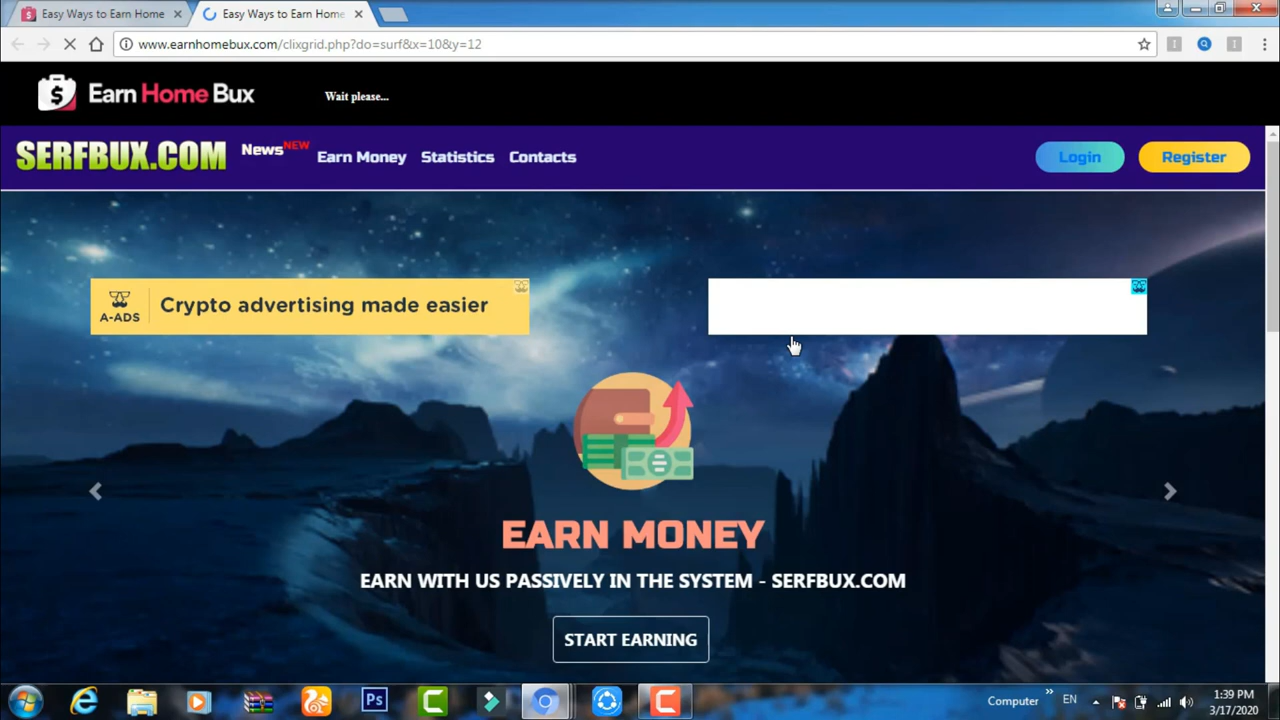 Easy Ways to Earn Home
Easy Ways to Earn Home
www.earnhomebux.com/clixgrid.php?do=surf&x=10&y=12
$ Earn Home Bux
Wait please...
SERFBUX.COM
News NEW
Earn Money
Statistics
Contacts
Login
Register
A-ADS
Crypto advertising made easier
EARN MONEY
EARN WITH US PASSIVELY IN THE SYSTEM - SERFBUX.COM
START EARNING
Ps
C
C
Computer
»
EN
1:39 PM
3/17/2020